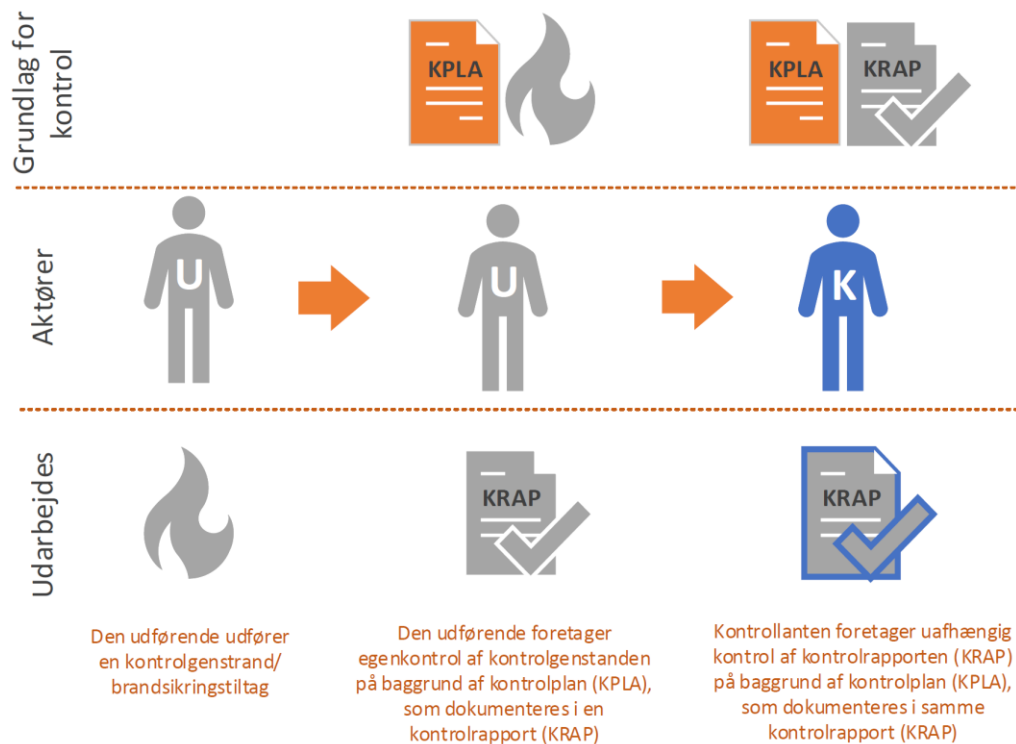 Grundlag for
kontrol
KPLA
KPLA
KRAP
Aktører
U
U
K
Udarbejdes
KRAP
KRAP
Den udførende udfører
en kontrolgenstrand/
brandsikringstiltag
Den udførende foretager
egenkontrol af kontrolgenstanden
på baggrund af kontrolplan (KPLA),
som dokumenteres i en
kontrolrapport (KRAP)
Kontrollanten foretager uafhængig
kontrol af kontrolrapporten (KRAP)
på baggrund af kontrolplan (KPLA),
som dokumenteres i samme
kontrolrapport (KRAP)